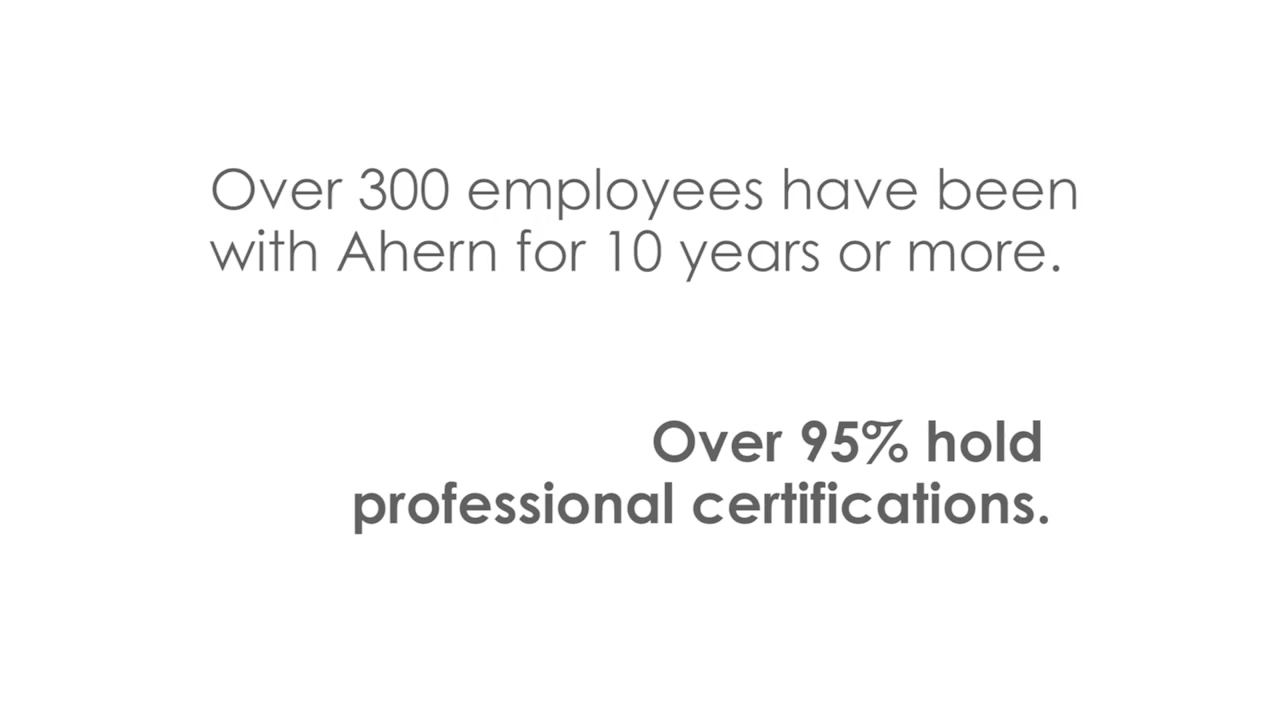 Over 300 employees have been
with Ahern for 10 years or more.
Over 95% hold
professional certifications.